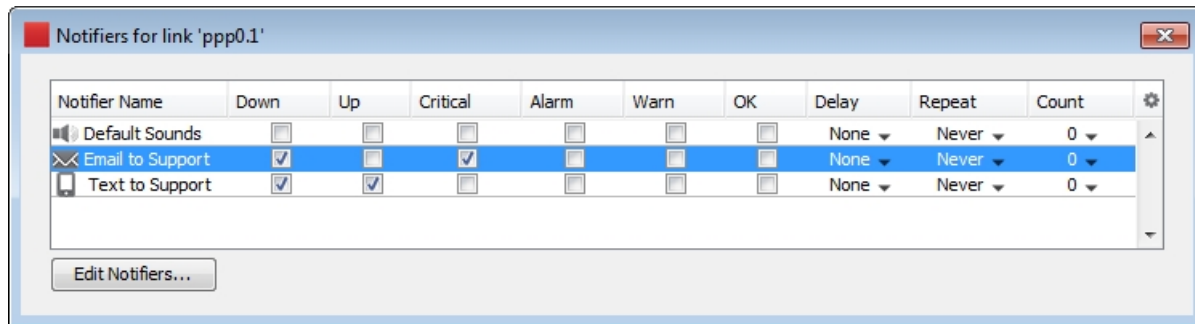 Notifiers for link 'ppp0.1'
Notifier Name Down Up Critical Alarm Warn OK Delay Repeat Count
Default Sounds None Never 0
Email to Support None Never 0
Text to Support None Never 0
Edit Notifiers...